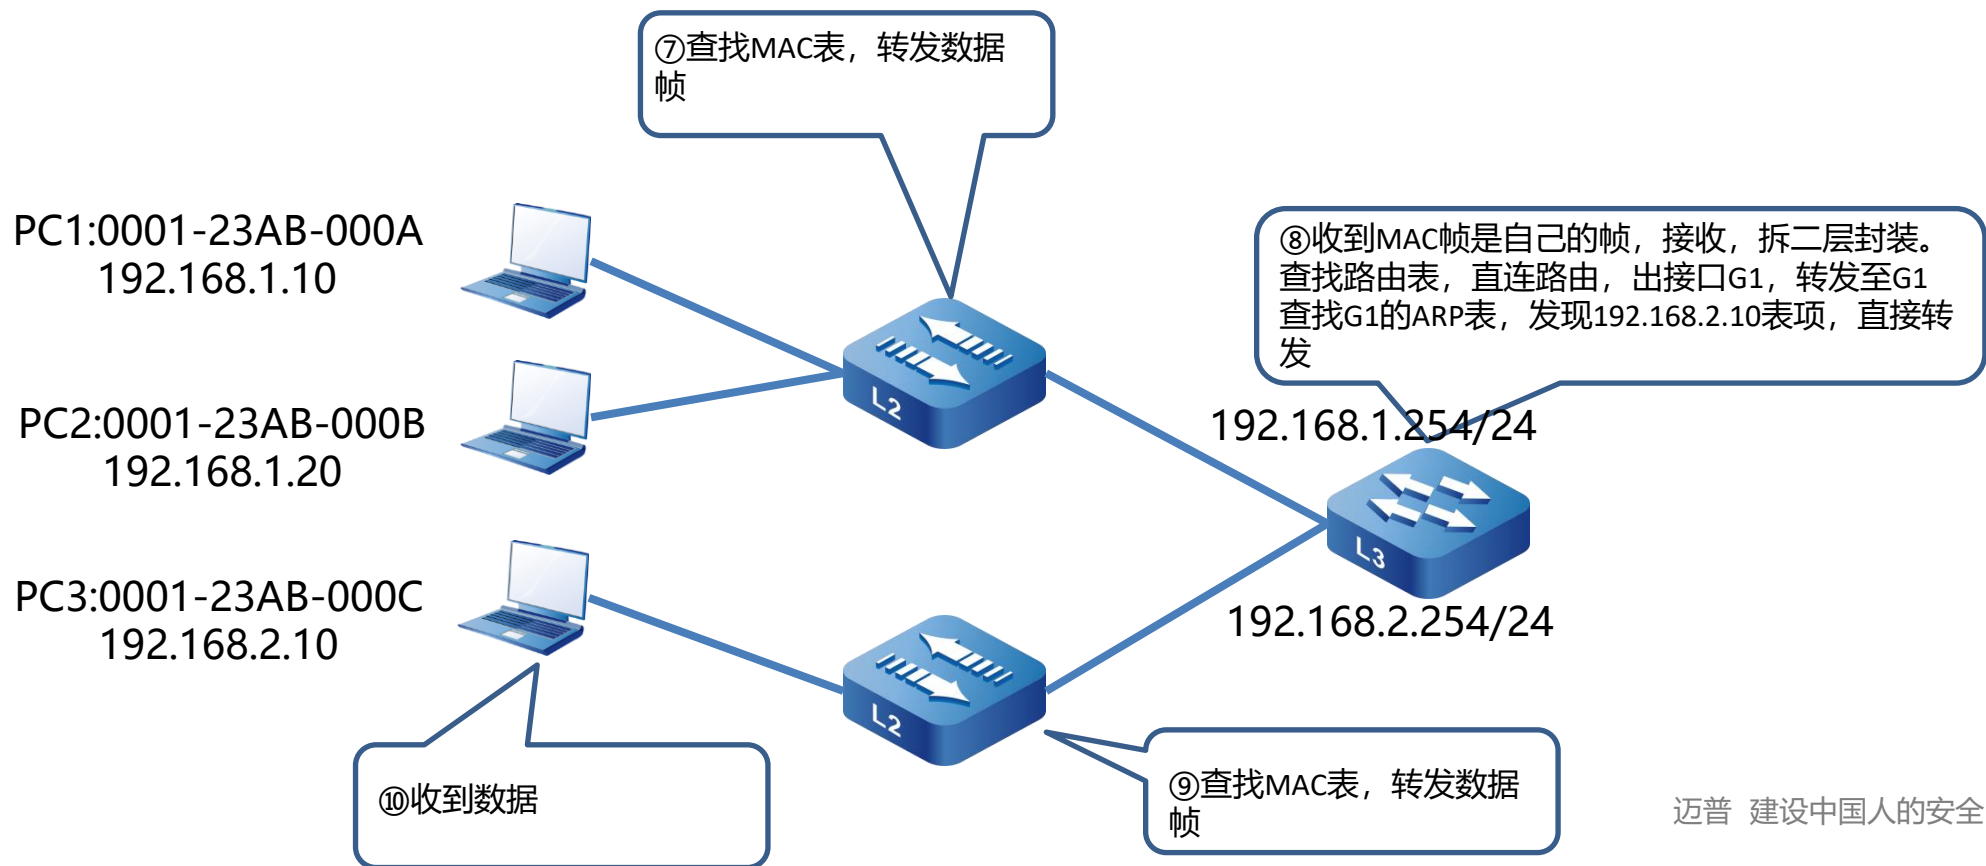 ⑦查找MAC表，转发数据
帧
PC1:0001-23AB-000A
192.168.1.10
⑧收到MAC帧是自己的帧，接收，拆二层封装。
查找路由表，直连路由，出接口G1，转发至G1
查找G1的ARP表，发现192.168.2.10表项，直接转
发
L2
PC2:0001-23AB-000B
192.168.1.20
192.168.1.254/24
L3
PC3:0001-23AB-000C
192.168.2.10
192.168.2.254/24
L2
⑩收到数据
⑨查找MAC表，转发数据
帧
迈普 建设中国人的安全